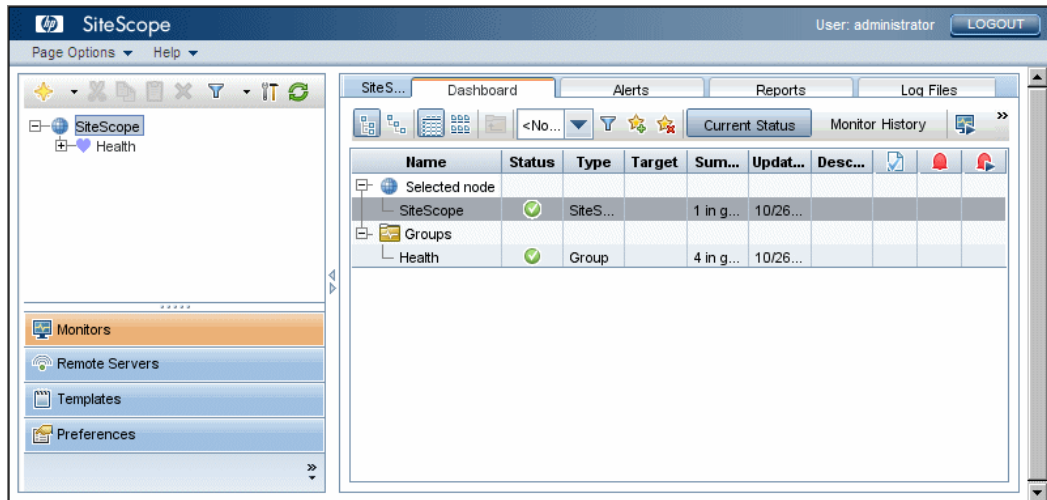 hp SiteScope User: administrator LOGOUT
Page Options Help
SiteS... Dashboard Alerts Reports Log Files
SiteScope
Health
<No... Current Status Monitor History »
Name Status Type Target Sum... Updat... Desc...
Selected node
SiteScope SiteS... 1 in g... 10/26...
Groups
Health Group 4 in g... 10/26...
Monitors
Remote Servers
Templates
Preferences
»